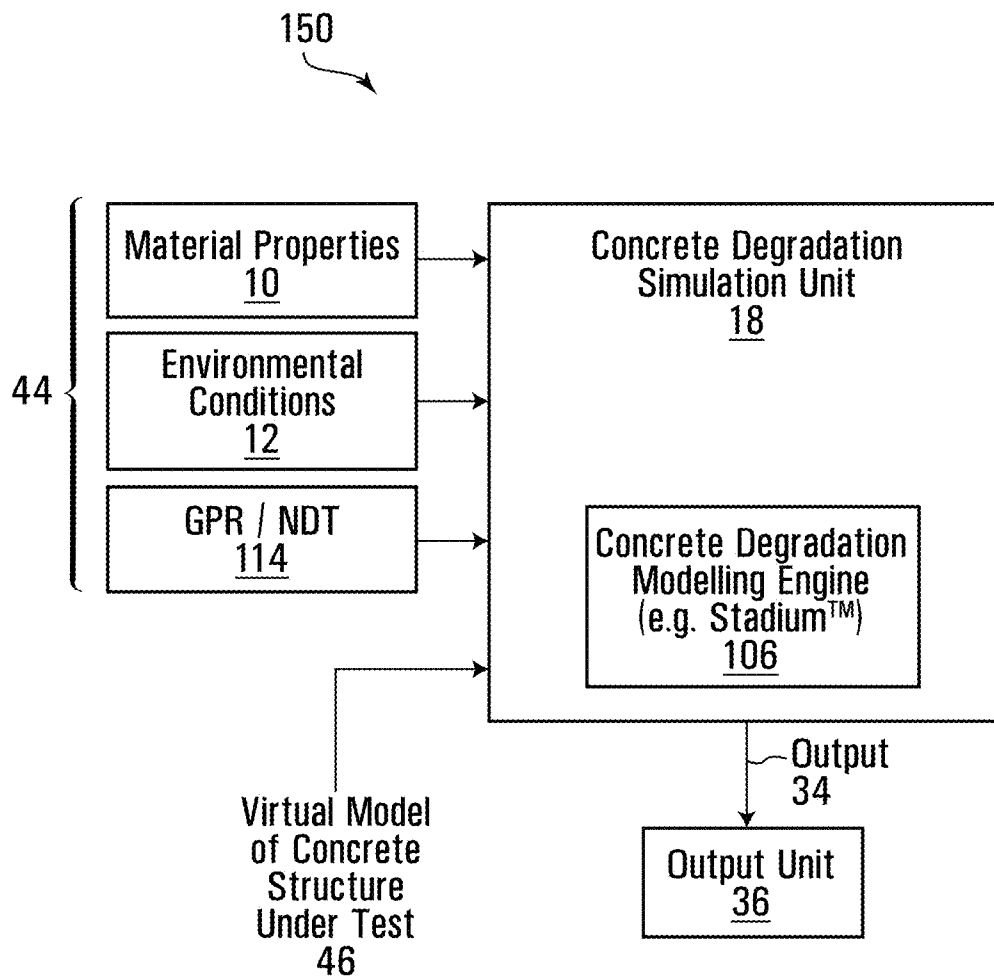 150
Material Properties
10
Environmental
Conditions
12
GPR / NDT
114
44
Concrete Degradation
Simulation Unit
18
Concrete Degradation
Modelling Engine
(e.g. Stadium™)
106
Output
34
Virtual Model
of Concrete
Structure
Under Test
46
Output Unit
36